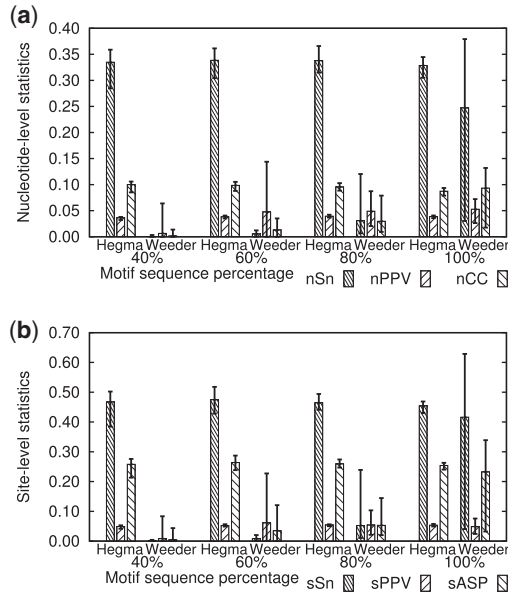 (a)
Nucleotide-level statistics
0.40
0.35
0.30
0.25
0.20
0.15
0.10
0.05
0.00
Hegma Weeder Hegma Weeder Hegma Weeder Hegma Weeder
40% 60% 80% 100%
Motif sequence percentage nSn nPPV nCC
(b)
Site-level statistics
0.70
0.60
0.50
0.40
0.30
0.20
0.10
0.00
Hegma Weeder Hegma Weeder Hegma Weeder Hegma Weeder
40% 60% 80% 100%
Motif sequence percentage sSn sPPV sASP